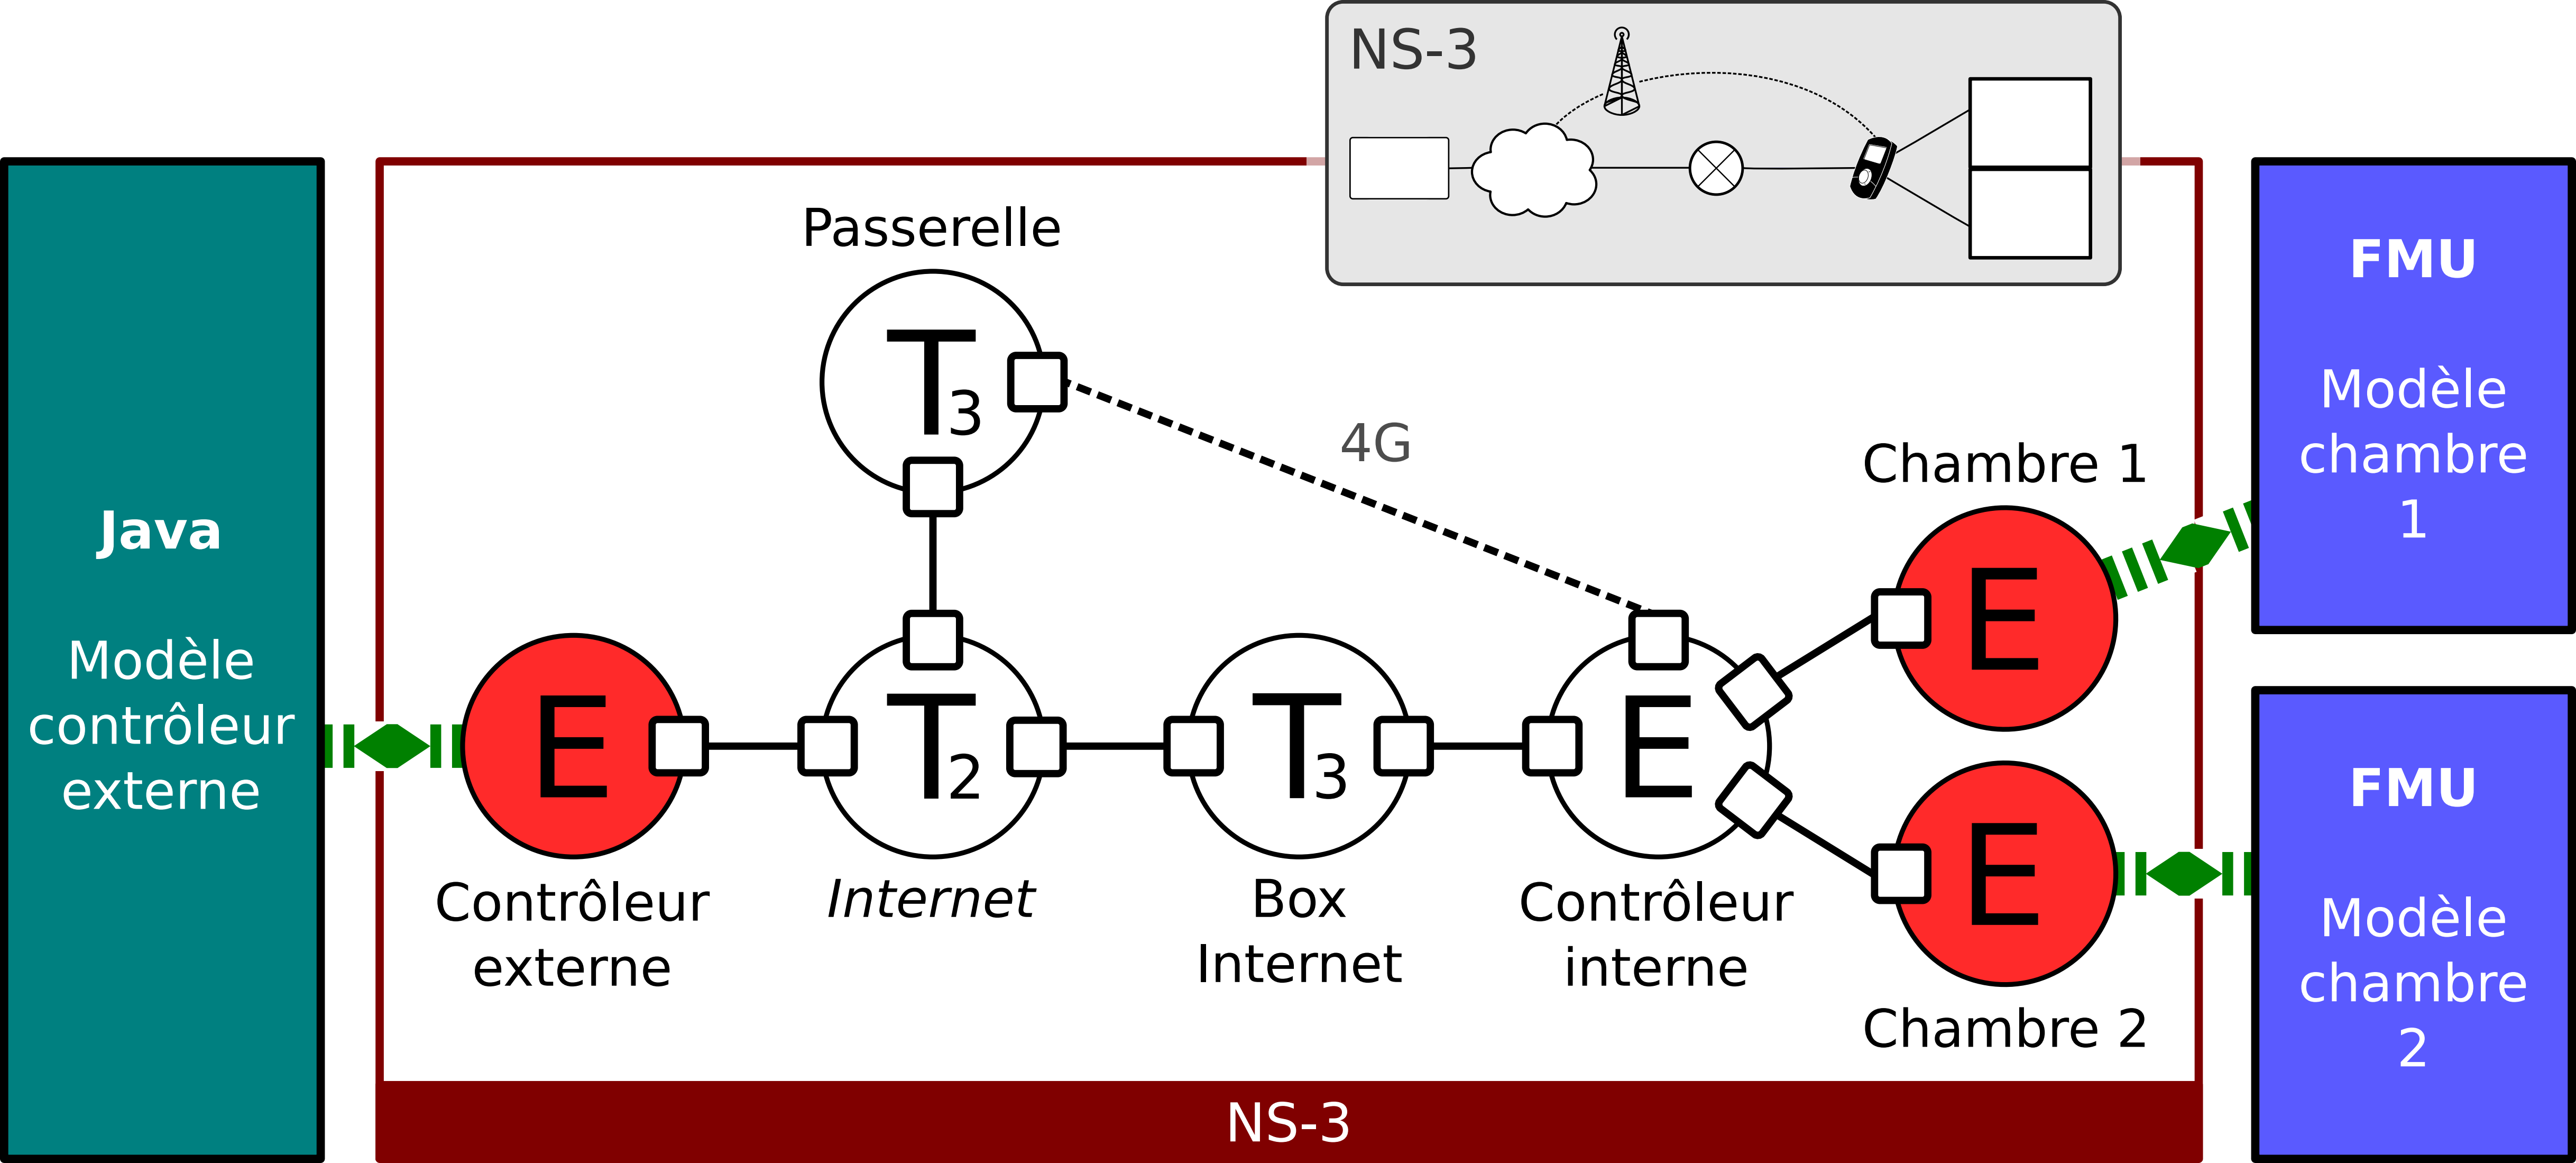 NS-3
Java
Modèle
contrôleur
externe
Passerelle
T3
4G
E
Contrôleur
externe
T2
Internet
T3
Box
Internet
E
Contrôleur
interne
Chambre 1
E
E
Chambre 2
FMU
Modèle
chambre
1
FMU
Modèle
chambre
2
NS-3